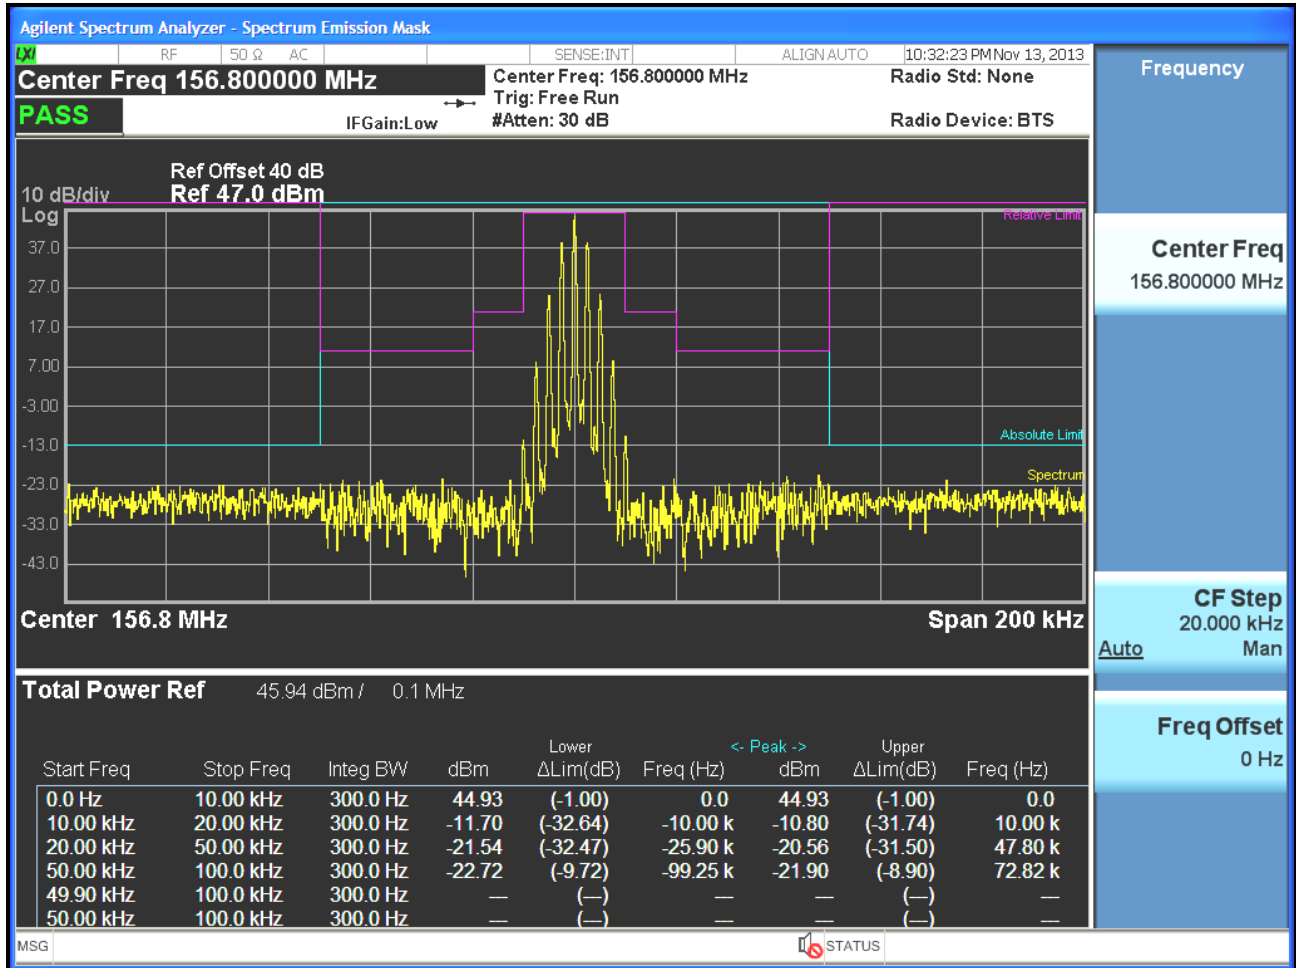 Agilent Spectrum Analyzer - Spectrum Emission Mask
LXI RF 50 Ω AC SENSE:INT ALIGN AUTO 10:32:23 PM Nov 13, 2013
Center Freq 156.800000 MHz
Center Freq: 156.800000 MHz Radio Std: None
Trig: Free Run
PASS IFGain:Low #Atten: 30 dB Radio Device: BTS
Ref Offset 40 dB
10 dB/div Ref 47.0 dBm
Log
Relative Limit
37.0
27.0
17.0
7.00
-3.00
Absolute Limit
-13.0
Spectrum
-23.0
-33.0
-43.0
Center 156.8 MHz Span 200 kHz
Total Power Ref 45.94 dBm / 0.1 MHz
Lower <- Peak -> Upper
Start Freq Stop Freq Integ BW dBm ΔLim(dB) Freq (Hz) dBm ΔLim(dB) Freq (Hz)
0.0 Hz 10.00 kHz 300.0 Hz 44.93 (-1.00) 0.0 44.93 (-1.00) 0.0
10.00 kHz 20.00 kHz 300.0 Hz -11.70 (-32.64) -10.00 k -10.80 (-31.74) 10.00 k
20.00 kHz 50.00 kHz 300.0 Hz -21.54 (-32.47) -25.90 k -20.56 (-31.50) 47.80 k
50.00 kHz 100.0 kHz 300.0 Hz -22.72 (-9.72) -99.25 k -21.90 (-8.90) 72.82 k
49.90 kHz 100.0 kHz 300.0 Hz --- (---) --- --- (---) ---
50.00 kHz 100.0 kHz 300.0 Hz --- (---) --- --- (---) ---
MSG STATUS
Frequency
Center Freq
156.800000 MHz
CF Step
20.000 kHz
Auto Man
Freq Offset
0 Hz